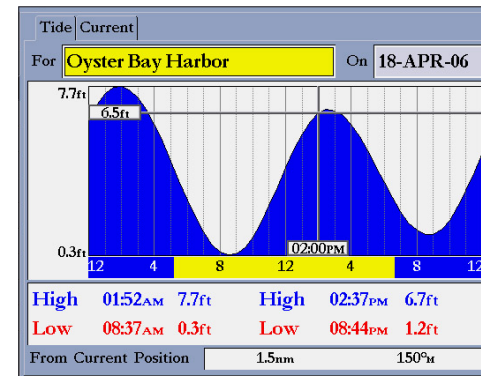 Tide Current
For Oyster Bay Harbor On 18-APR-06
7.7ft
6.5ft
0.3ft
02:00PM
12 4 8 12 4 8 12
High 01:52AM 7.7ft High 02:37PM 6.7ft
Low 08:37AM 0.3ft Low 08:44PM 1.2ft
From Current Position 1.5nm 150°M